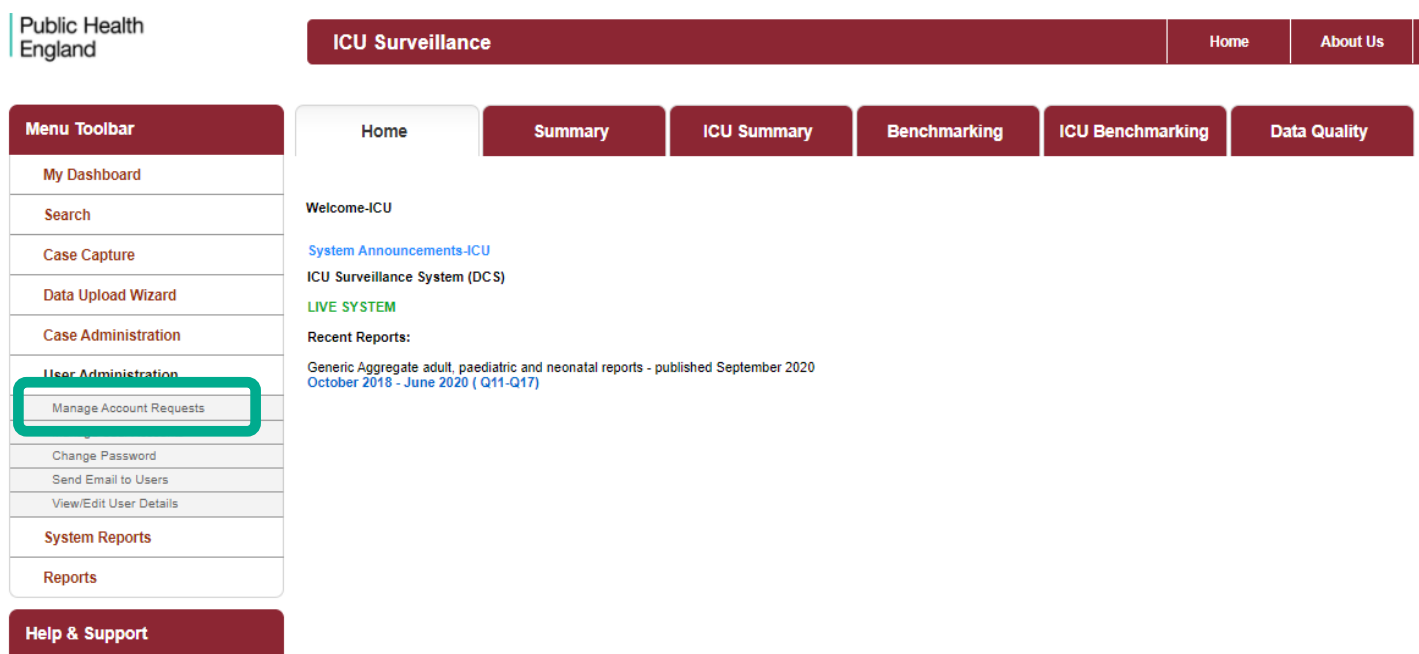 Public Health
England
ICU Surveillance
Home
About Us
Menu Toolbar
Home
Summary
ICU Summary
Benchmarking
ICU Benchmarking
Data Quality
My Dashboard
Search
Case Capture
Data Upload Wizard
Case Administration
User Administration
Manage Account Requests
Change Password
Send Email to Users
View/Edit User Details
System Reports
Reports
Help & Support
Welcome-ICU
System Announcements-ICU
ICU Surveillance System (DCS)
LIVE SYSTEM
Recent Reports:
Generic Aggregate adult, paediatric and neonatal reports - published September 2020
October 2018 - June 2020 ( Q11-Q17)